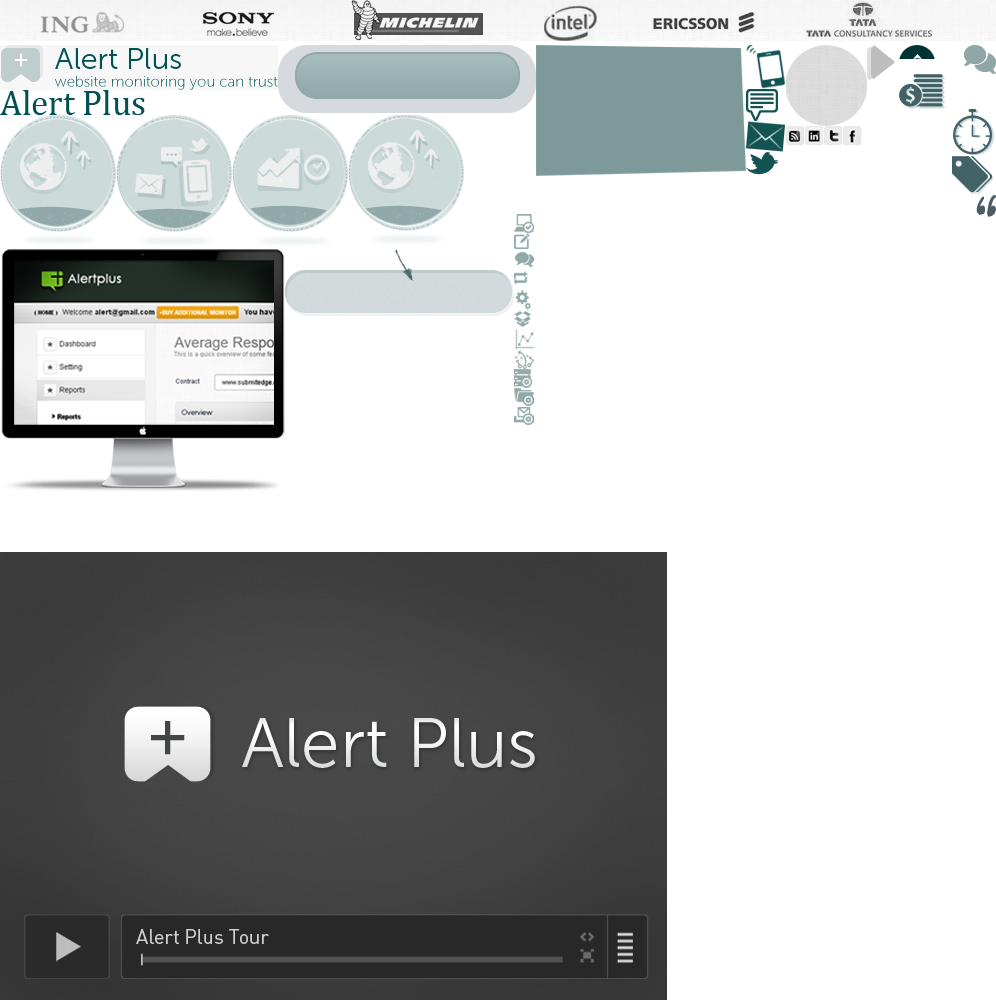 ING
SONY
make.believe
MICHELIN
intel
ERICSSON
TATA
TATA CONSULTANCY SERVICES
Alert Plus
website monitoring you can trust
Alert Plus
Alertplus
( HOME ) Welcome alert@gmail.com +BUY ADDITIONAL MONITOR You have
Dashboard
Setting
Reports
Reports
Average Respo
This is a quick overview of some fea
Contract
www.submitedge.
Overview
Alert Plus
Alert Plus Tour